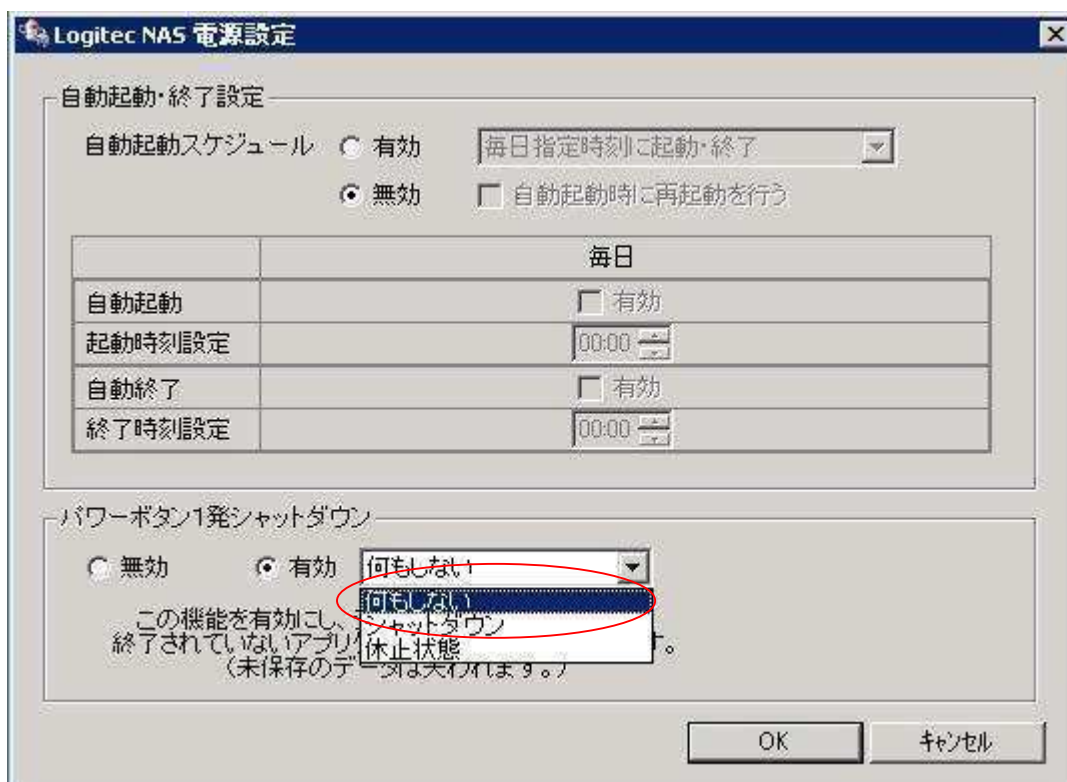 Logitec NAS 電源設定
自動起動・終了設定
自動起動スケジュール 有効 毎日指定時刻に起動・終了
無効 自動起動時に再起動を行う
毎日
自動起動 有効
起動時刻設定 00:00
自動終了 有効
終了時刻設定 00:00
パワーボタン1発シャットダウン
無効 有効 何もしない
何もしない
シャットダウン
休止状態
この機能を有効にし、
終了されていないアプリ す。
(未保存のデータは失われます。)
OK キャンセル